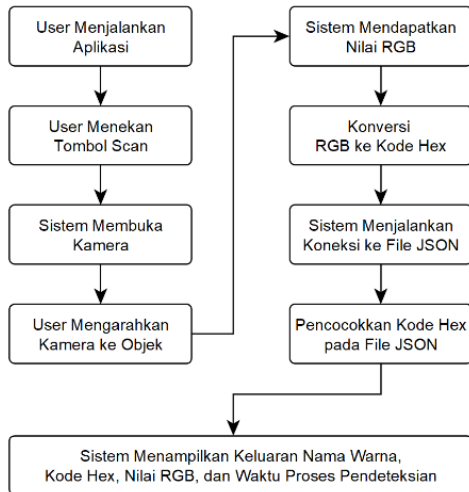 User Menjalankan
Aplikasi
User Menekan
Tombol Scan
Sistem Membuka
Kamera
User Mengarahkan
Kamera ke Objek
Sistem Mendapatkan
Nilai RGB
Konversi
RGB ke Kode Hex
Sistem Menjalankan
Koneksi ke File JSON
Pencocokkan Kode Hex
pada File JSON
Sistem Menampilkan Keluaran Nama Warna,
Kode Hex, Nilai RGB, dan Waktu Proses Pendeteksian